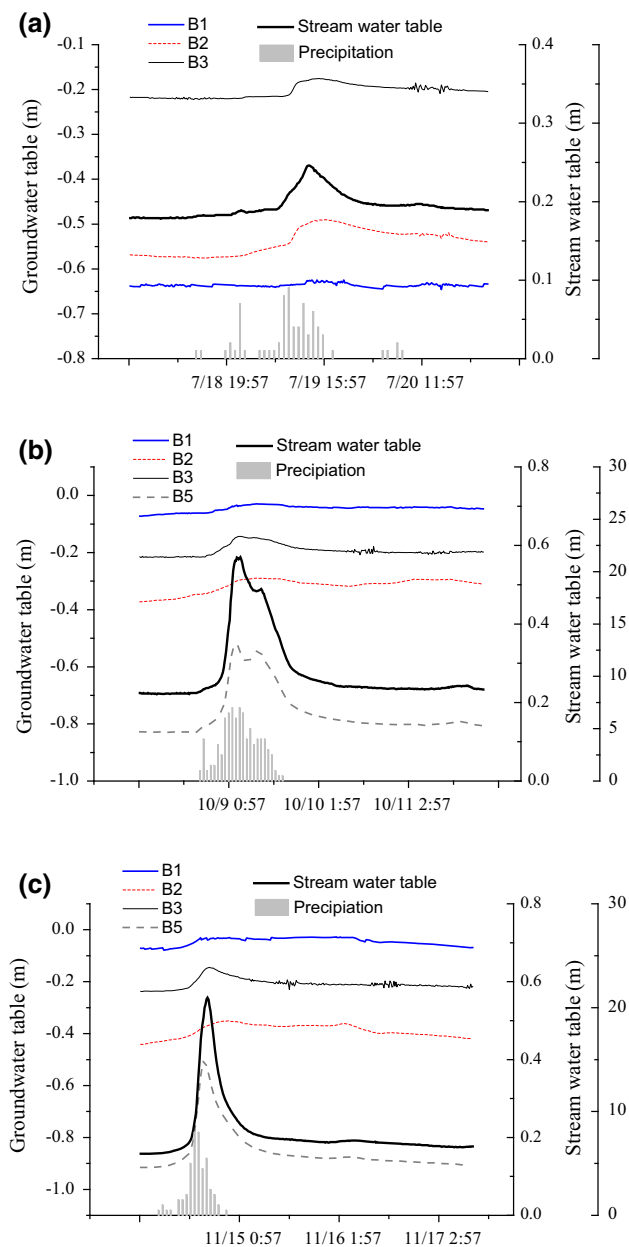 (a)
B1
B2
B3
Stream water table
Precipitation
-0.1
-0.2
-0.3
-0.4
-0.5
-0.6
-0.7
-0.8
Groundwater table (m)
0.4
0.3
0.2
0.1
0.0
Stream water table (m)
7/18 19:57
7/19 15:57
7/20 11:57
(b)
B1
B2
B3
B5
Stream water table
Precipiation
0.0
-0.2
-0.4
-0.6
-0.8
-1.0
Groundwater table (m)
0.8
0.6
0.4
0.2
0.0
Stream water table (m)
30
25
20
15
10
5
0
10/9 0:57
10/10 1:57
10/11 2:57
(c)
B1
B2
B3
B5
Stream water table
Precipiation
0.0
-0.2
-0.4
-0.6
-0.8
-1.0
Groundwater table (m)
0.8
0.6
0.4
0.2
0.0
Stream water table (m)
30
20
10
0
11/15 0:57
11/16 1:57
11/17 2:57